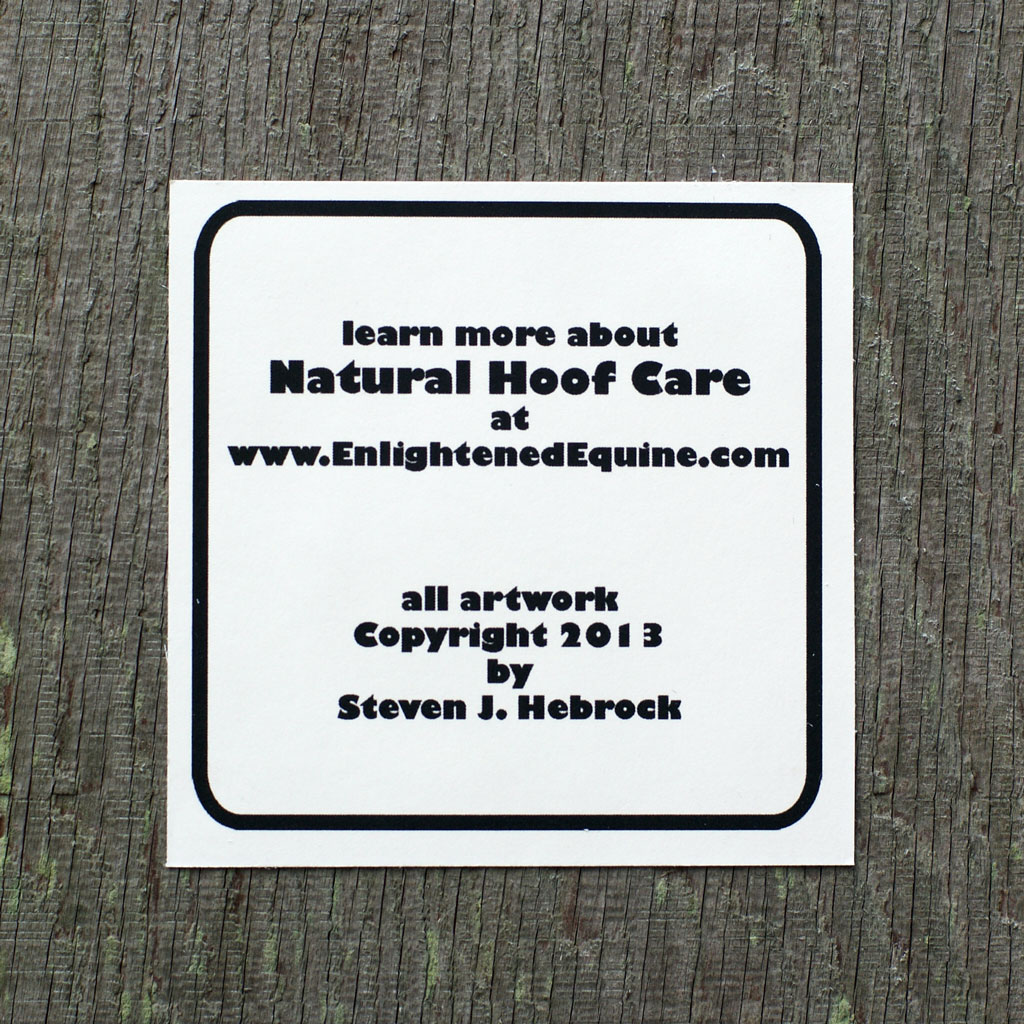 learn more about
Natural Hoof Care
at
www.EnlightenedEquine.com
all artwork
Copyright 2013
by
Steven J. Hebrock